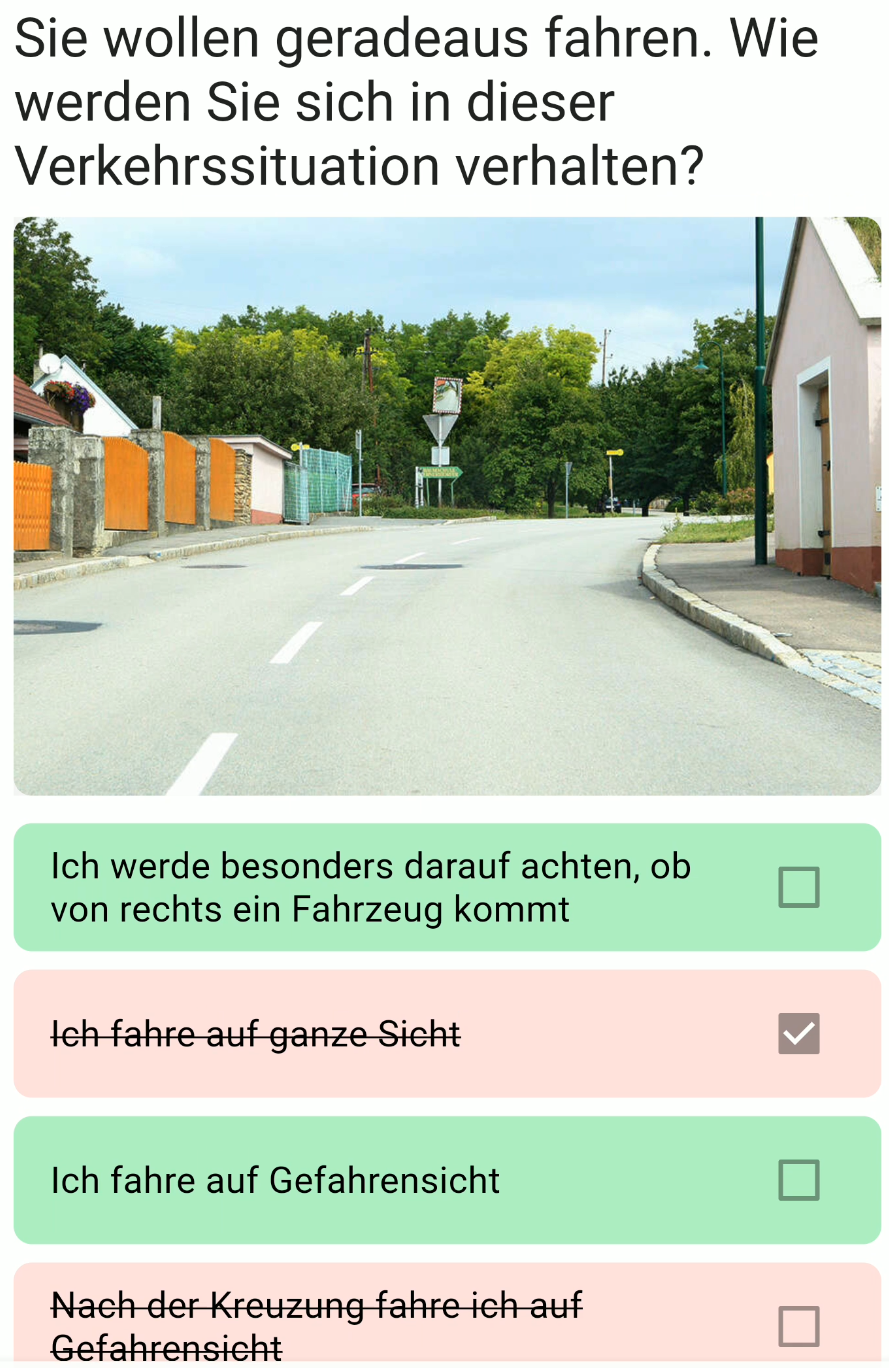 Sie wollen geradeaus fahren. Wie
werden Sie sich in dieser
Verkehrssituation verhalten?
Ich werde besonders darauf achten, ob
von rechts ein Fahrzeug kommt
Ich fahre auf ganze Sicht
Ich fahre auf Gefahrensicht
Nach der Kreuzung fahre ich auf
Gefahrensicht